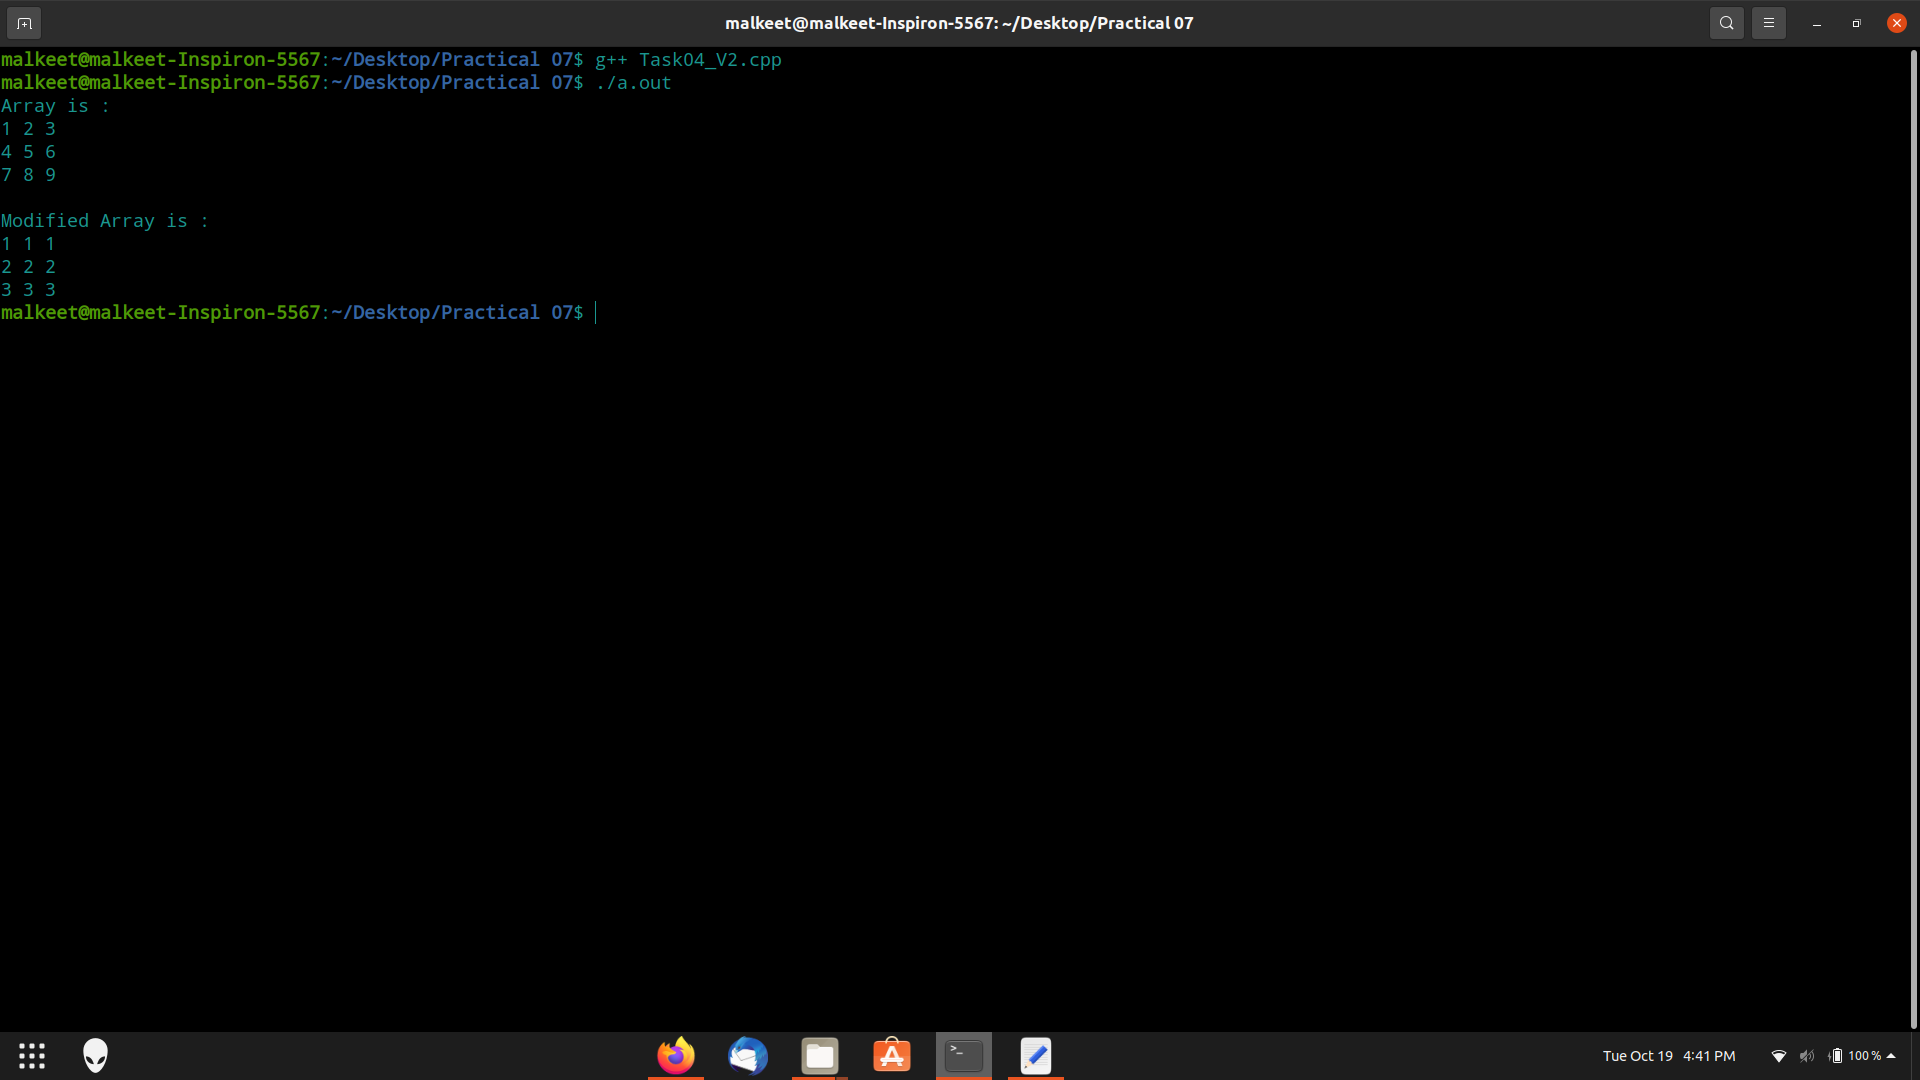 malkeet@malkeet-Inspiron-5567: ~/Desktop/Practical 07
malkeet@malkeet-Inspiron-5567:~/Desktop/Practical 07$ g++ Task04_V2.cpp
malkeet@malkeet-Inspiron-5567:~/Desktop/Practical 07$ ./a.out
Array is :
1 2 3
4 5 6
7 8 9
Modified Array is :
1 1 1
2 2 2
3 3 3
malkeet@malkeet-Inspiron-5567:~/Desktop/Practical 07$
Tue Oct 19 4:41 PM 100 %